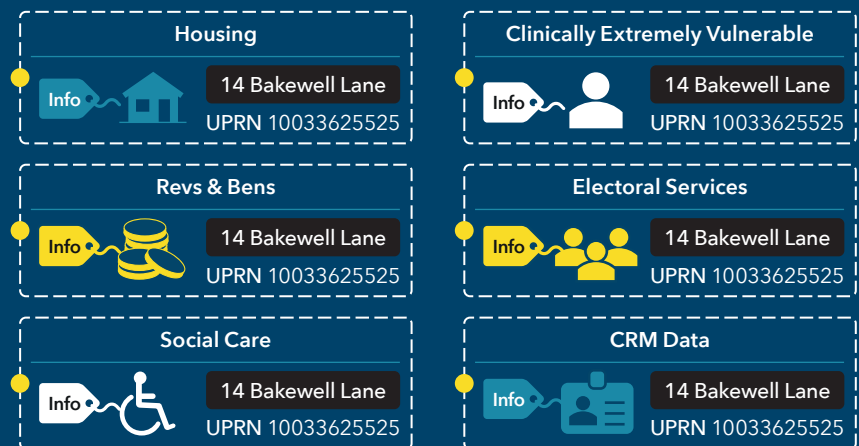 Housing
Info
14 Bakewell Lane
UPRN 10033625525
Clinically Extremely Vulnerable
Info
14 Bakewell Lane
UPRN 10033625525
Revs & Bens
Info
14 Bakewell Lane
UPRN 10033625525
Electoral Services
Info
14 Bakewell Lane
UPRN 10033625525
Social Care
Info
14 Bakewell Lane
UPRN 10033625525
CRM Data
Info
14 Bakewell Lane
UPRN 10033625525